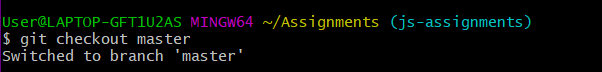 User@LAPTOP-GFT1U2AS MINGW64 ~/Assignments (js-assignments)
$ git checkout master
Switched to branch 'master'